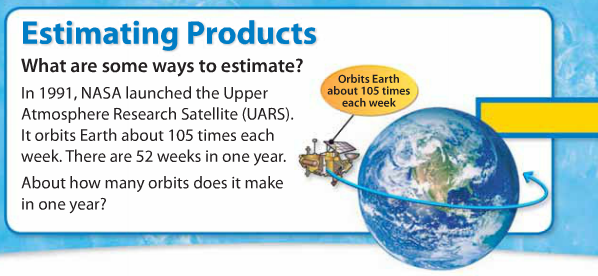 Estimating Products
What are some ways to estimate?
In 1991, NASA launched the Upper
Atmosphere Research Satellite (UARS).
It orbits Earth about 105 times each
week. There are 52 weeks in one year.
About how many orbits does it make
in one year?
Orbits Earth
about 105 times
each week